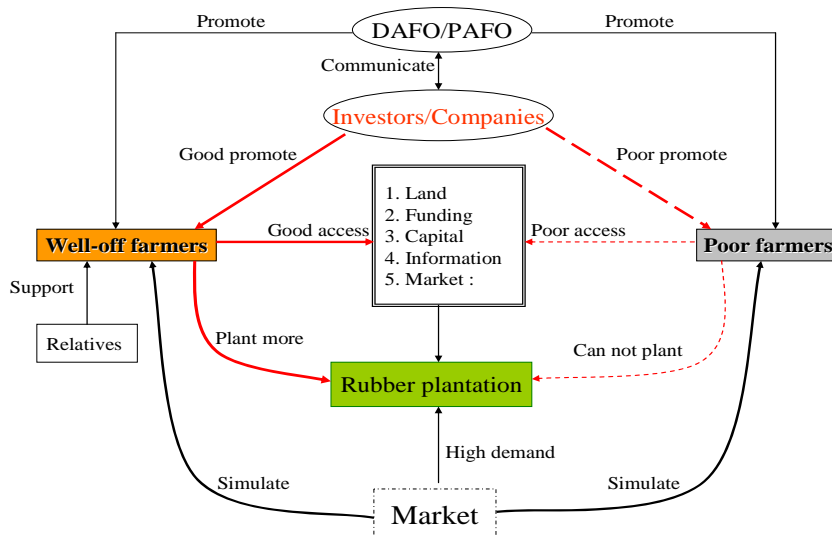 Promote
DAFO/PAFO
Promote
Communicate
Investors/Companies
Good promote
Poor promote
1. Land
2. Funding
3. Capital
4. Information
5. Market :
Good access
Poor access
Well-off farmers
Poor farmers
Support
Relatives
Plant more
Can not plant
Rubber plantation
High demand
Simulate
Simulate
Market